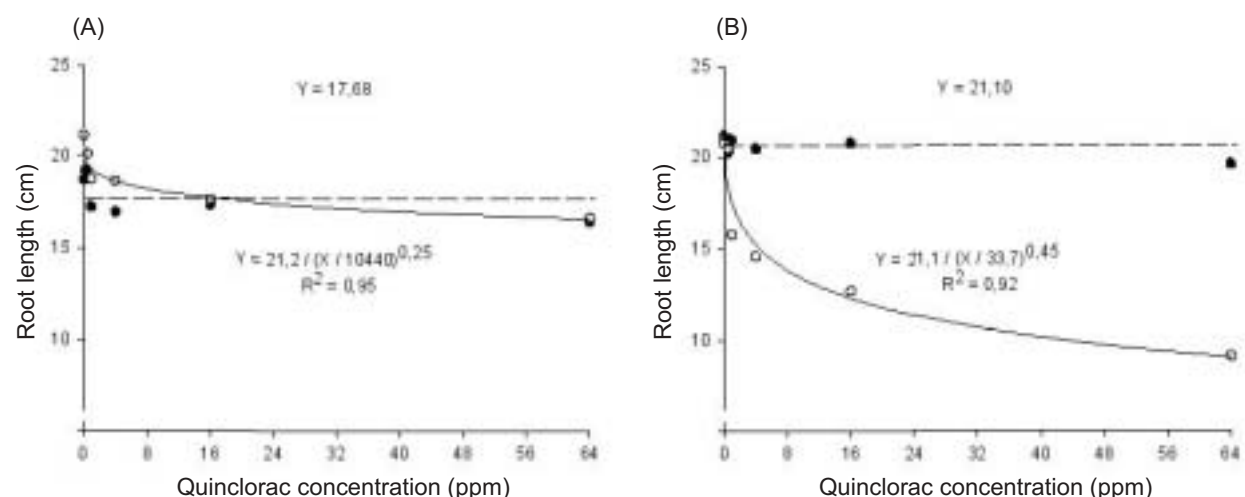 (A)
25
20
15
10
Root length (cm)
Y = 17,68
Y = 21,2 / (X / 10440)^0,25
R^2 = 0,95
0 8 16 24 32 40 48 56 64
Quinclorac concentration (ppm)
(B)
25
20
15
10
Root length (cm)
Y = 21,10
Y = 21,1 / (X / 33,7)^0,45
R^2 = 0,92
0 8 16 24 32 40 48 56 64
Quinclorac concentration (ppm)